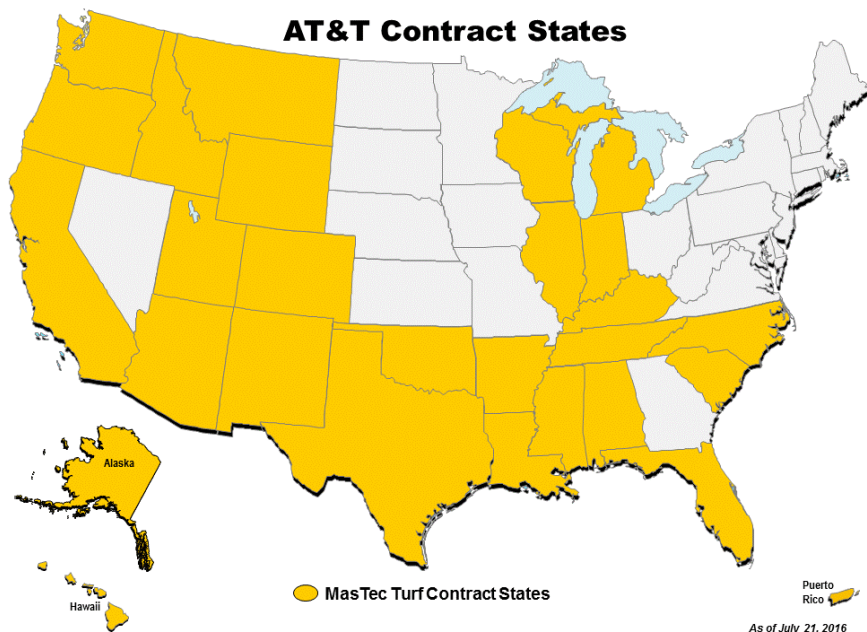 AT&T Contract States
Alaska
Hawaii
MasTec Turf Contract States
Puerto
Rico
As of July 21, 2016